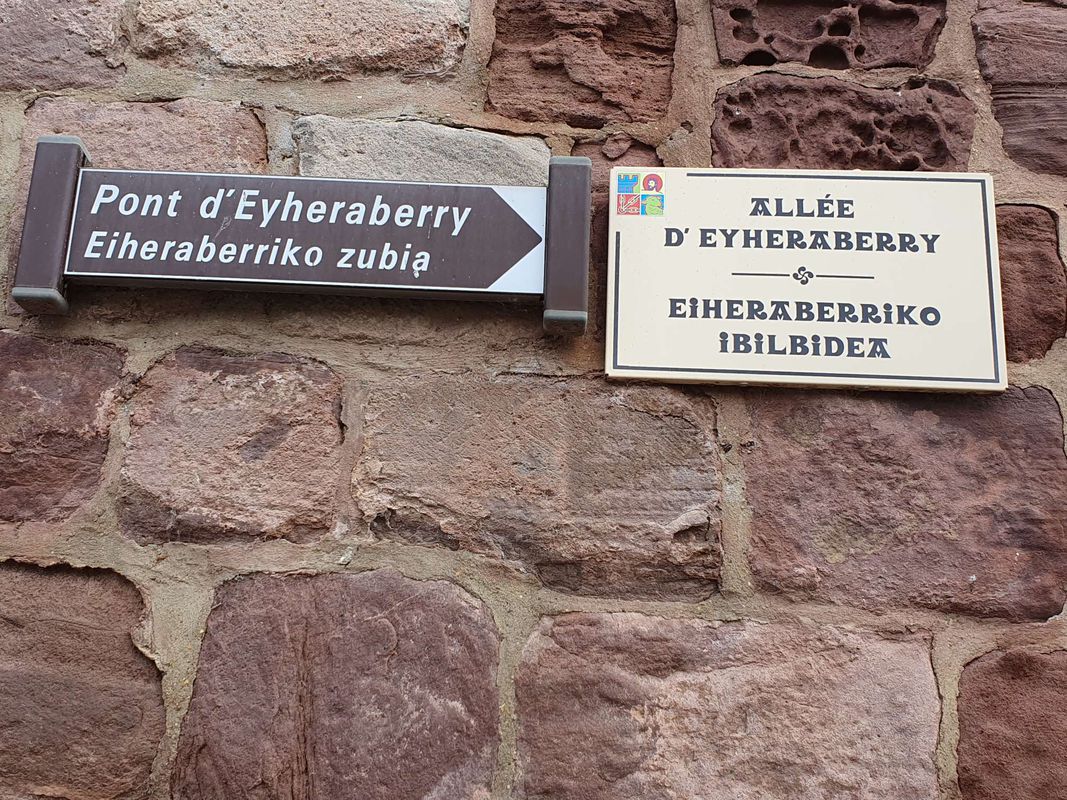 Pont d'Eyheraberry
Eiheraberriko zubia
ALLÉE
D'EYHERABERRY
EiHERABERRiKO
iBiLBiDEA